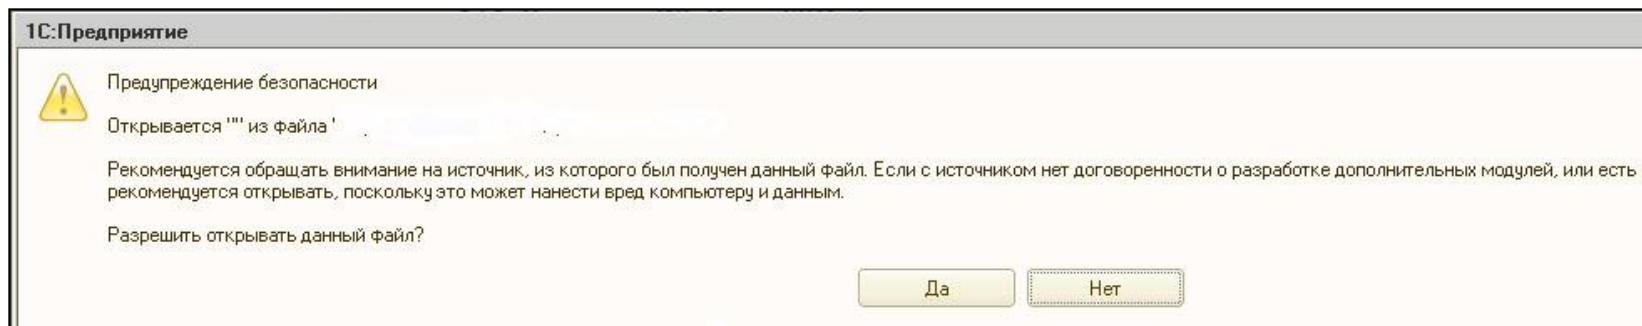 1С:Предприятие
Предупреждение безопасности
Открывается "" из файла '
Рекомендуется обращать внимание на источник, из которого был получен данный файл. Если с источником нет договоренности о разработке дополнительных модулей, или есть
рекомендуется открывать, поскольку это может нанести вред компьютеру и данным.
Разрешить открывать данный файл?
Да
Нет